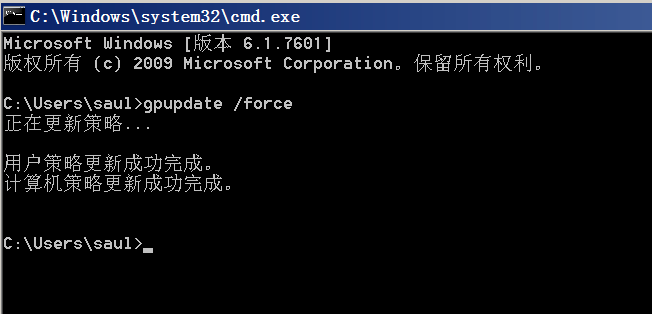 C:\Windows\system32\cmd.exe
Microsoft Windows [版本 6.1.7601]
版权所有 (c) 2009 Microsoft Corporation。保留所有权利。
C:\Users\saul>gpupdate /force
正在更新策略...
用户策略更新成功完成。
计算机策略更新成功完成。
C:\Users\saul>_